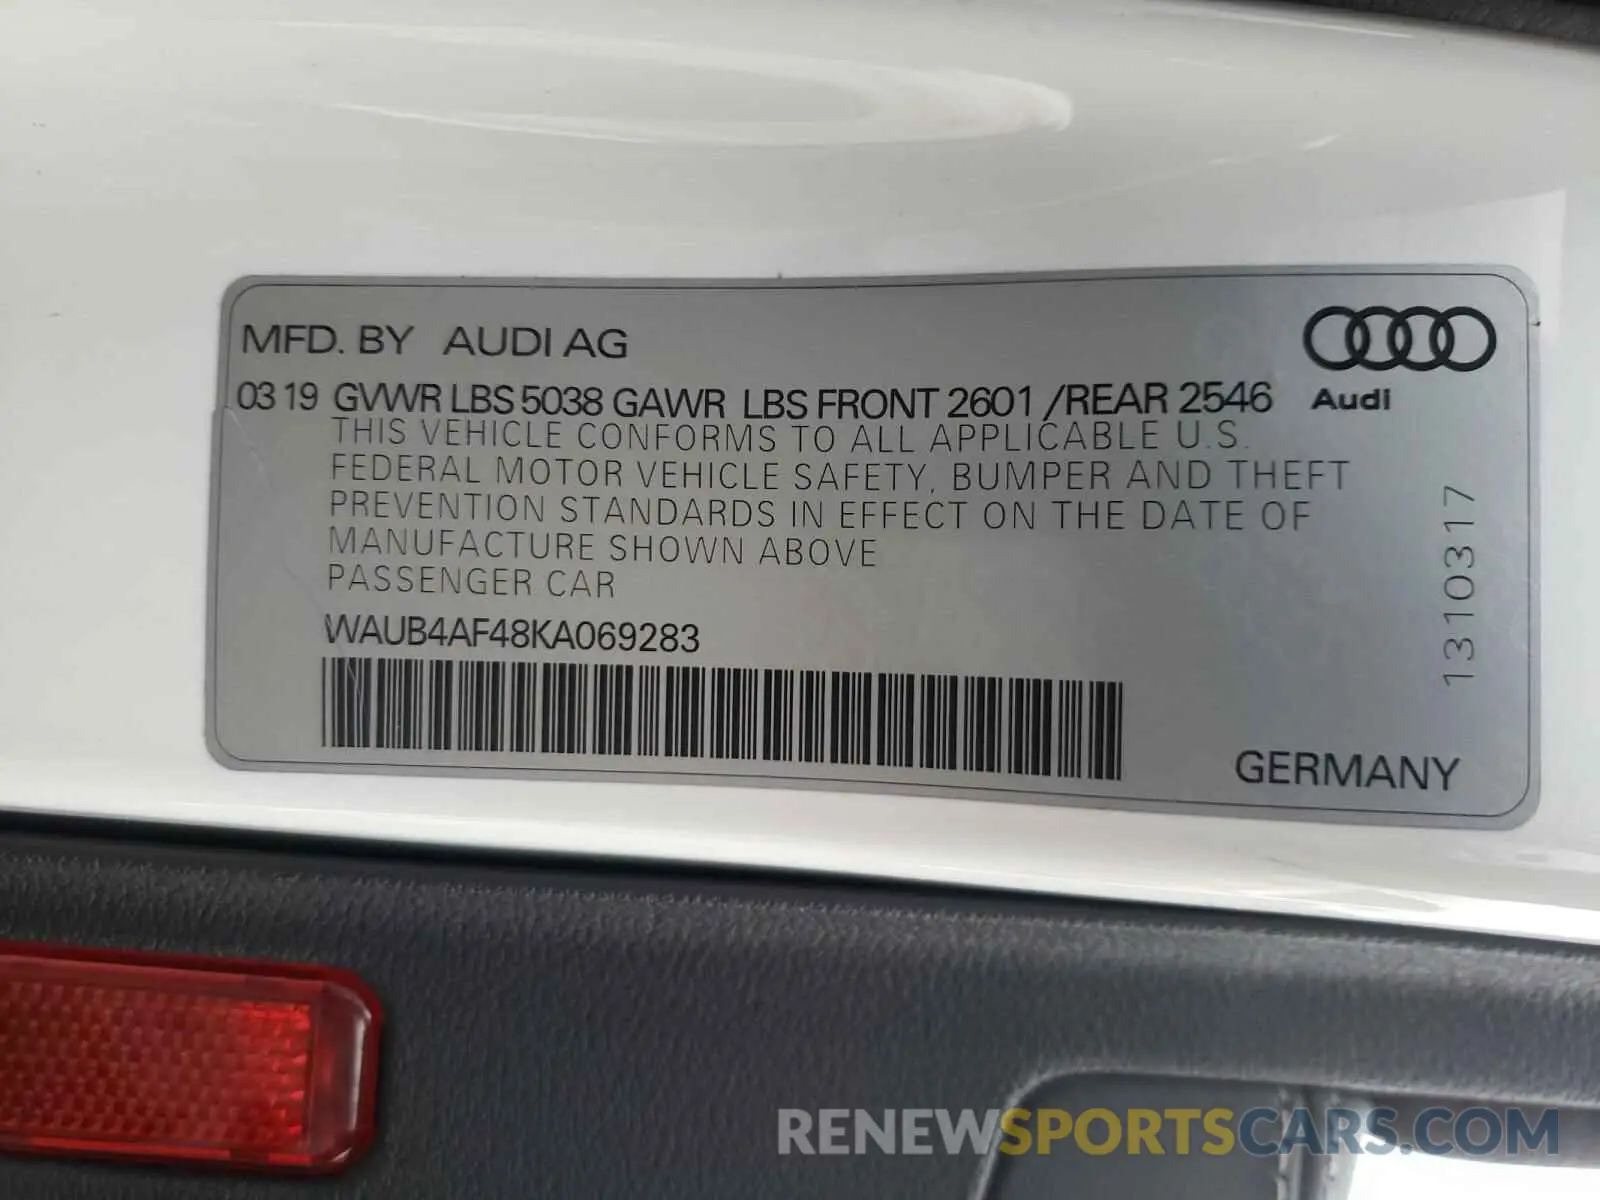 MFD. BY AUDI AG
03 19 GVWR LBS 5038 GAWR LBS FRONT 2601 /REAR 2546
Audi
THIS VEHICLE CONFORMS TO ALL APPLICABLE U.S.
FEDERAL MOTOR VEHICLE SAFETY, BUMPER AND THEFT
PREVENTION STANDARDS IN EFFECT ON THE DATE OF
MANUFACTURE SHOWN ABOVE
PASSENGER CAR
WAUB4AF48KA069283
1310317
GERMANY
RENEWSPORTSCARS.COM